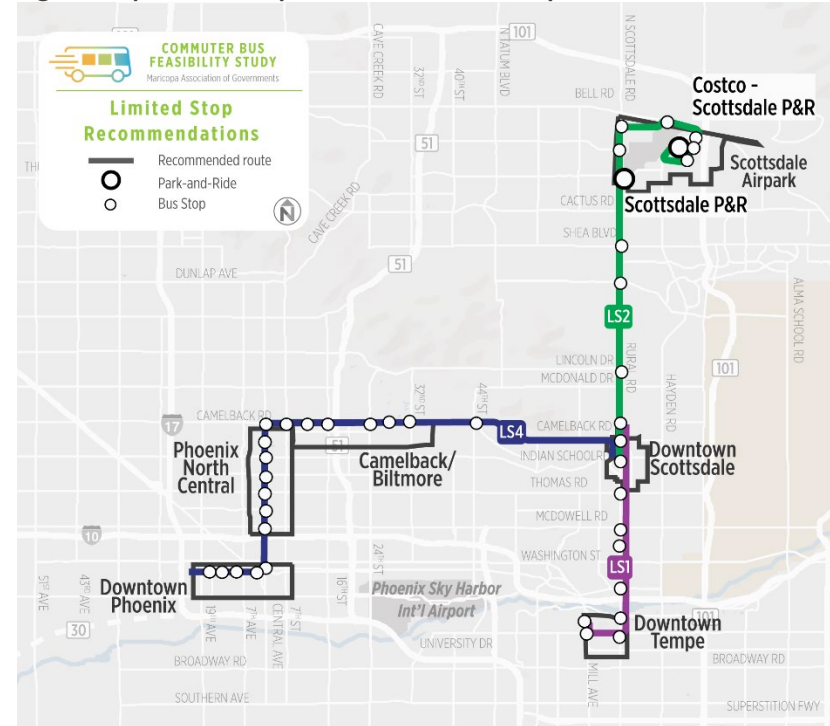 COMMUTER BUS
FEASIBILITY STUDY
Maricopa Association of Governments
Limited Stop
Recommendations
Recommended route
Park-and-Ride
Bus Stop
N
101
CAVE CREEK RD
32ND ST
40TH ST
N TATUM BLVD
N SCOTTSDALE RD
BELL RD
51
Costco -
Scottsdale P&R
Scottsdale
Airpark
CACTUS RD
Scottsdale P&R
CAVE CREEK RD
SHEA BLVD
51
DUNLAP AVE
ALMA SCHOOL RD
LS2
LINCOLN DR
RURAL RD
MCDONALD DR
HAYDEN RD
101
32ND ST
44TH ST
17
CAMELBACK RD
CAMELBACK RD
LS4
51
Phoenix
North
Central
Camelback/
Biltmore
INDIAN SCHOOL RD
Downtown
Scottsdale
THOMAS RD
MCDOWELL RD
10
WASHINGTON ST
LS1
24TH ST
Phoenix Sky Harbor
Int'l Airport
16TH ST
Downtown
Phoenix
51ST AVE
43RD AVE
30
19TH AVE
7TH AVE
CENTRAL AVE
7TH ST
101
Downtown
Tempe
UNIVERSITY DR
BROADWAY RD
MILL AVE
BROADWAY RD
SOUTHERN AVE
SUPERSTITION FWY